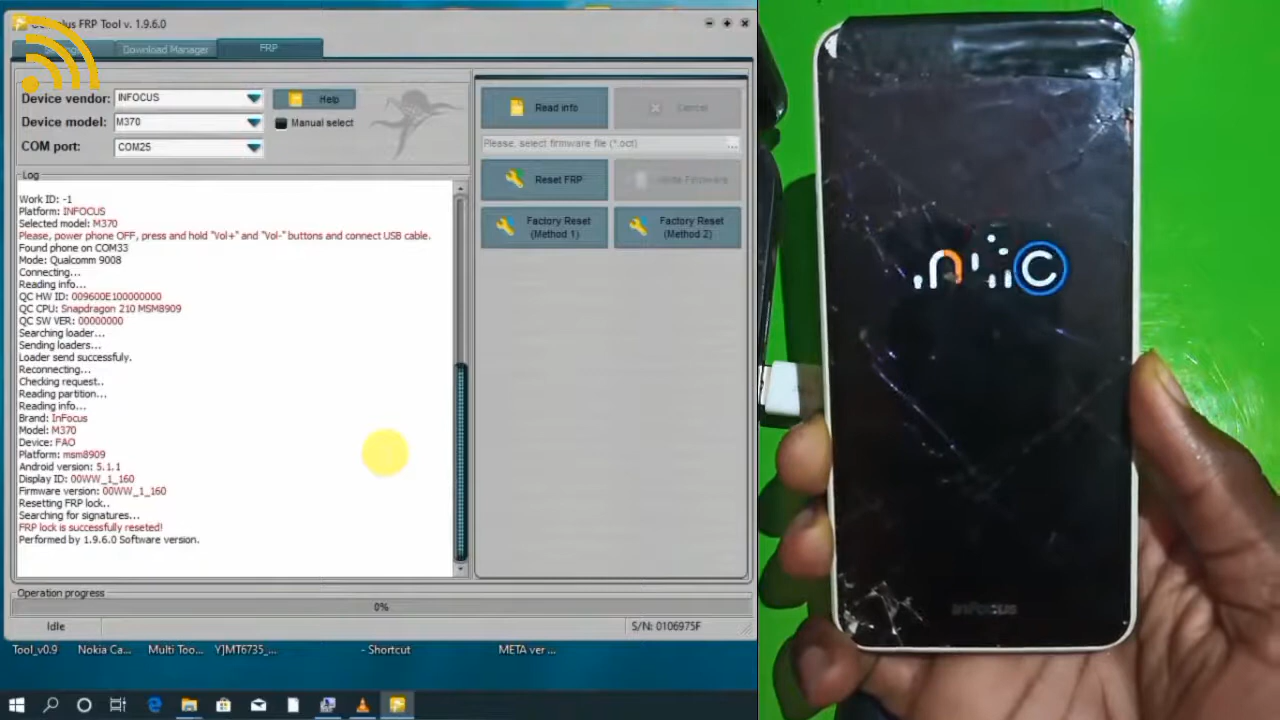 plus FRP Tool v. 1.9.6.0
Download Manager
FRP
Device vendor:
INFOCUS
Help
Device model:
M370
Manual select
COM port:
COM25
Read info
Cancel
Please, select firmware file (*.oct)
...
Reset FRP
Firmware
Factory Reset
(Method 1)
Factory Reset
(Method 2)
Log
Work ID: -1
Platform: INFOCUS
Selected model: M370
Please, power phone OFF, press and hold "Vol+" and "Vol-" buttons and connect USB cable.
Found phone on COM33
Mode: Qualcomm 9008
Connecting...
Reading info...
QC HW ID: 009600E100000000
QC CPU: Snapdragon 210 MSM8909
QC SW VER: 00000000
Searching loader...
Sending loaders...
Loader send successfuly.
Reconnecting...
Checking request..
Reading partition...
Reading info...
Brand: InFocus
Model: M370
Device: FAO
Platform: msm8909
Android version: 5.1.1
Display ID: 00WW_1_160
Firmware version: 00WW_1_160
Resetting FRP lock..
Searching for signatures...
FRP lock is successfully reseted!
Performed by 1.9.6.0 Software version.
Operation progress
0%
Idle
S/N: 0106975F
Tool_v0.9
Nokia Ca...
Multi Too...
YJMT6735_...
- Shortcut
META ver ...
InFocus